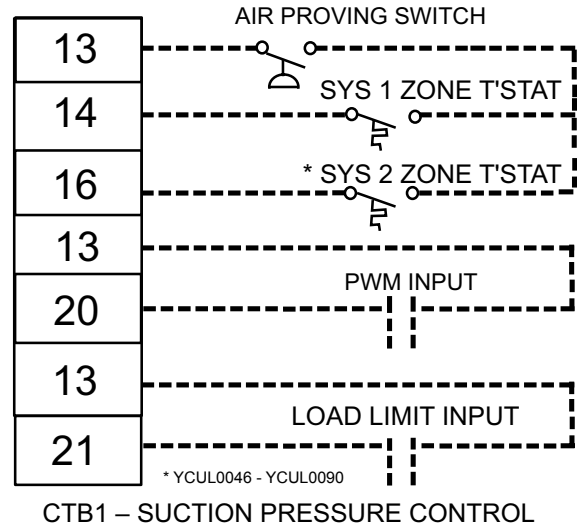 AIR PROVING SWITCH
13
SYS 1 ZONE T'STAT
14
* SYS 2 ZONE T'STAT
16
13
PWM INPUT
20
13
LOAD LIMIT INPUT
21
* YCUL0046 - YCUL0090
CTB1 – SUCTION PRESSURE CONTROL